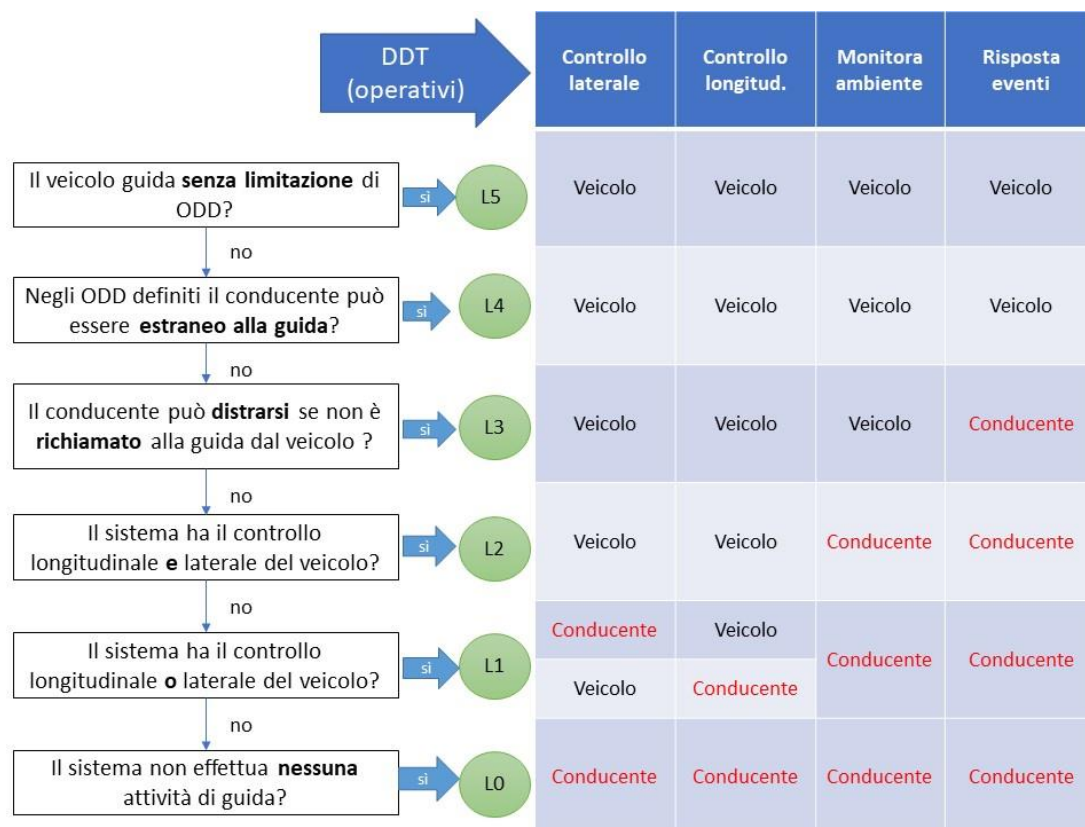 DDT
(operativi)
Controllo
laterale
Controllo
longitud.
Monitora
ambiente
Risposta
eventi
Il veicolo guida senza limitazione di
ODD?
sì
L5
Veicolo
Veicolo
Veicolo
Veicolo
no
Negli ODD definiti il conducente può
essere estraneo alla guida?
sì
L4
Veicolo
Veicolo
Veicolo
Veicolo
no
Il conducente può distrarsi se non è
richiamato alla guida dal veicolo ?
sì
L3
Veicolo
Veicolo
Veicolo
Conducente
no
Il sistema ha il controllo
longitudinale e laterale del veicolo?
sì
L2
Veicolo
Veicolo
Conducente
Conducente
no
Il sistema ha il controllo
longitudinale o laterale del veicolo?
sì
L1
Conducente
Veicolo
Veicolo
Conducente
Conducente
Conducente
no
Il sistema non effettua nessuna
attività di guida?
sì
L0
Conducente
Conducente
Conducente
Conducente